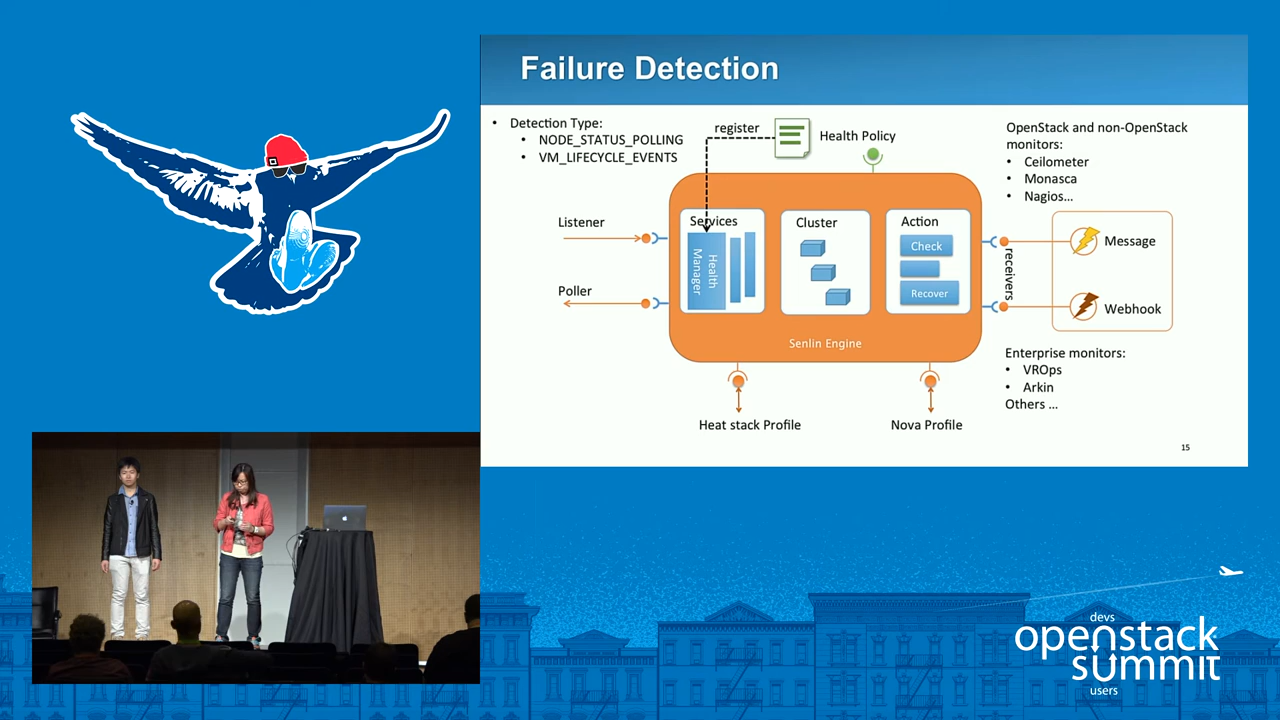 Failure Detection
• Detection Type:
• NODE_STATUS_POLLING
• VM_LIFECYCLE_EVENTS
register
Health Policy
OpenStack and non-OpenStack
monitors:
• Ceilometer
• Monasca
• Nagios...
Listener
Poller
Services
Health
Manager
Cluster
Action
Check
Recover
Senlin Engine
receivers
Message
Webhook
Enterprise monitors:
• VROps
• Arkin
Others ...
Heat stack Profile
Nova Profile
15
devs
openstack
summit
users